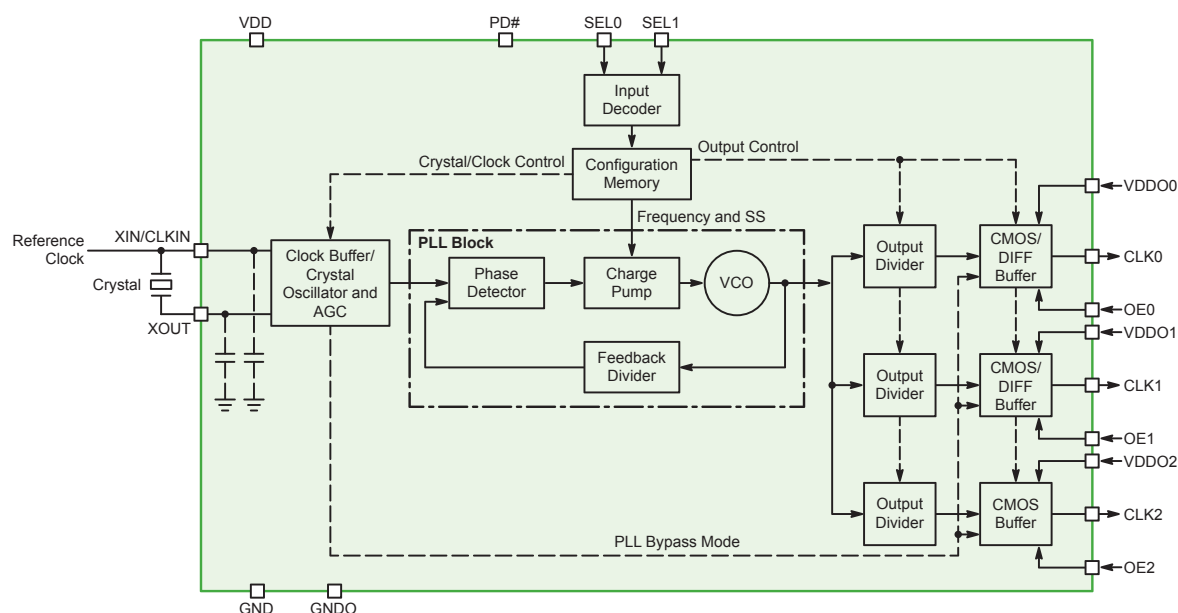 VDD
PD#
SEL0
SEL1
Input
Decoder
Crystal/Clock Control
Configuration
Memory
Output Control
Frequency and SS
VDDO0
Reference
Clock
XIN/CLKIN
Crystal
XOUT
Clock Buffer/
Crystal
Oscillator and
AGC
PLL Block
Phase
Detector
Charge
Pump
VCO
Feedback
Divider
Output
Divider
CMOS/
DIFF
Buffer
CLK0
OE0
VDDO1
Output
Divider
CMOS/
DIFF
Buffer
CLK1
OE1
VDDO2
Output
Divider
CMOS
Buffer
CLK2
PLL Bypass Mode
OE2
GND
GNDO